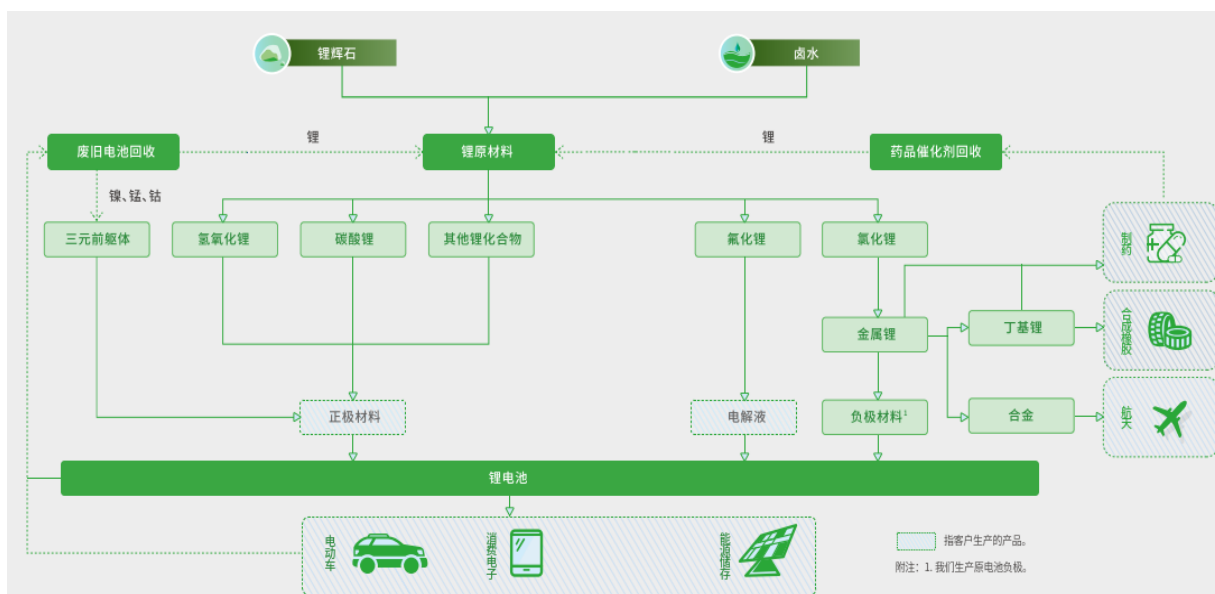 锂辉石
卤水
废旧电池回收
锂
锂原材料
锂
药品催化剂回收
镍、锰、钴
三元前躯体
氢氧化锂
碳酸锂
其他锂化合物
氟化锂
氯化锂
制药
金属锂
丁基锂
合成橡胶
正极材料
电解液
负极材料1
合金
航天
锂电池
电动车
消费电子
能源储存
指客户生产的产品。
附注：1. 我们生产原电池负极。